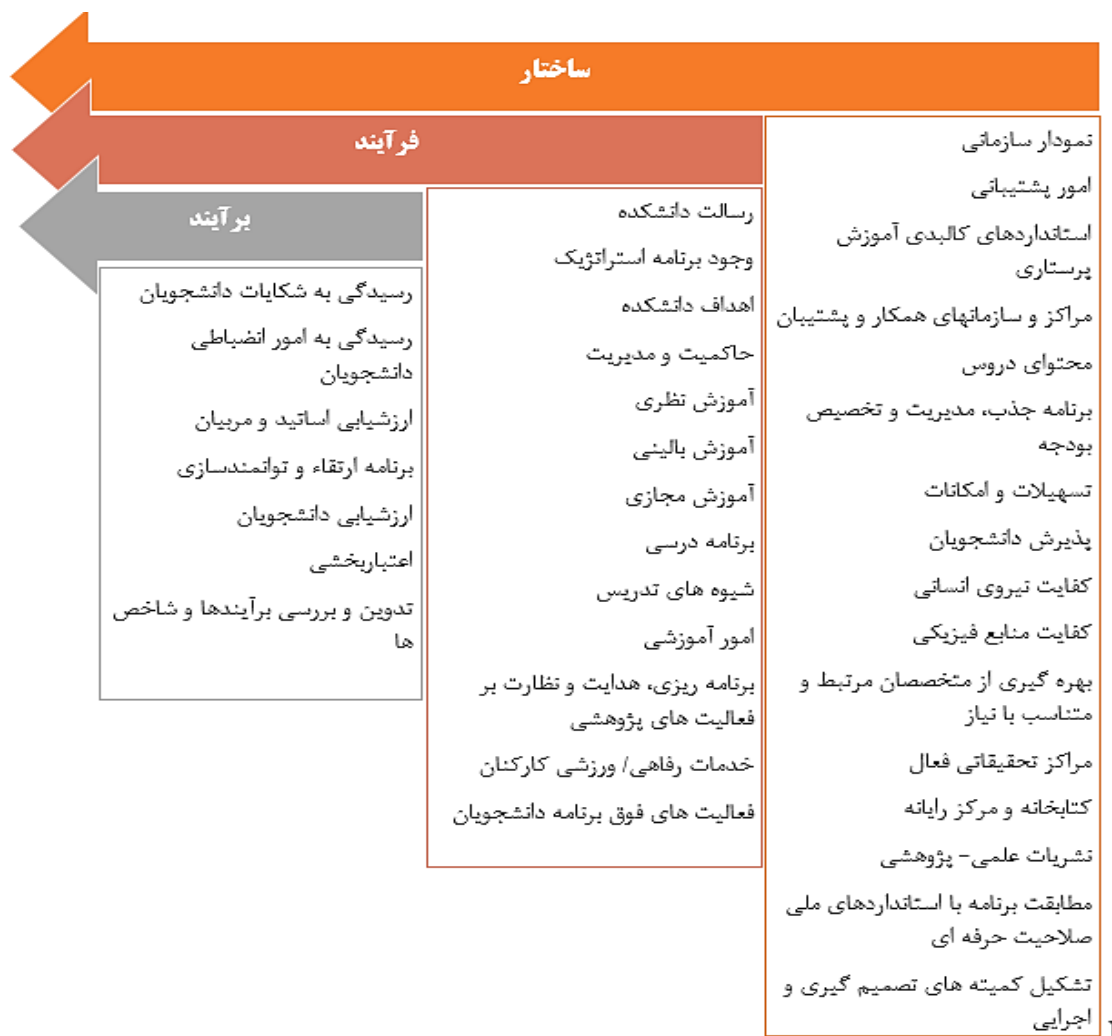 ساختار
نمودار سازمانی
امور پشتیبانی
استانداردهای کالبدی آموزش
پرستاری
مراکز و سازمانهای همکار و پشتیبان
محتوای دروس
برنامه جذب، مدیریت و تخصیص
بودجه
تسهیلات و امکانات
پذیرش دانشجویان
کفایت نیروی انسانی
کفایت منابع فیزیکی
بهره گیری از متخصصان مرتبط و
متناسب با نیاز
مراکز تحقیقاتی فعال
کتابخانه و مرکز رایانه
نشریات علمی- پژوهشی
مطابقت برنامه با استانداردهای ملی
صلاحیت حرفه ای
تشکیل کمیته های تصمیم گیری و
اجرایی
فرآیند
رسالت دانشکده
وجود برنامه استراتژیک
اهداف دانشکده
حاکمیت و مدیریت
آموزش نظری
آموزش بالینی
آموزش مجازی
برنامه درسی
شیوه های تدریس
امور آموزشی
برنامه ریزی، هدایت و نظارت بر
فعالیت های پژوهشی
خدمات رفاهی/ ورزشی کارکنان
فعالیت های فوق برنامه دانشجویان
برآیند
رسیدگی به شکایات دانشجویان
رسیدگی به امور انضباطی
دانشجویان
ارزشیابی اساتید و مربیان
برنامه ارتقاء و توانمندسازی
ارزشیابی دانشجویان
اعتباربخشی
تدوین و بررسی برآیندها و شاخص
ها